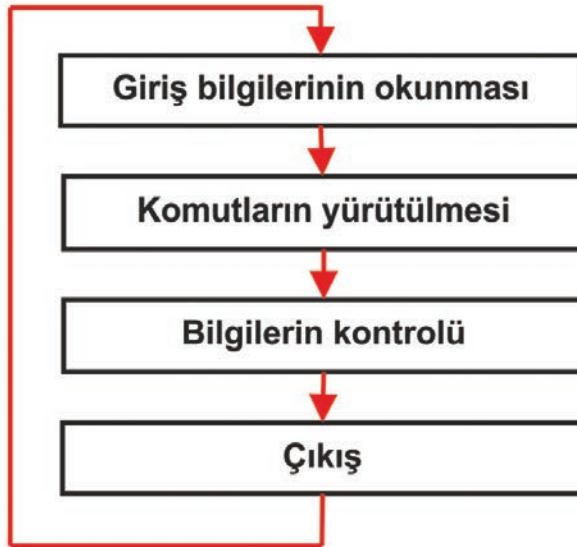 Giriş bilgilerinin okunması
Komutların yürütülmesi
Bilgilerin kontrolü
Çıkış